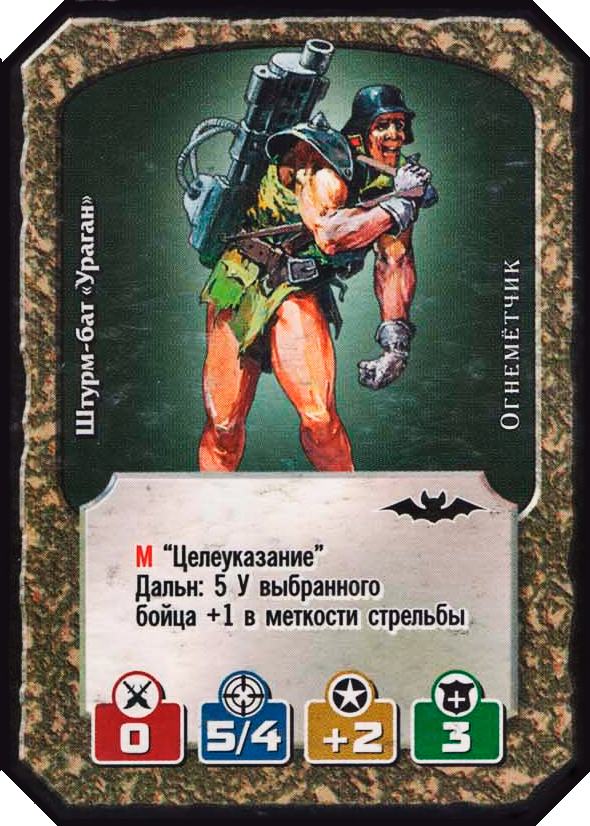 Штурм-бат «Ураган»
Огнемётчик
М “Целеуказание”
Дальн: 5 У выбранного
бойца +1 в меткости стрельбы
0
5/4
+2
3